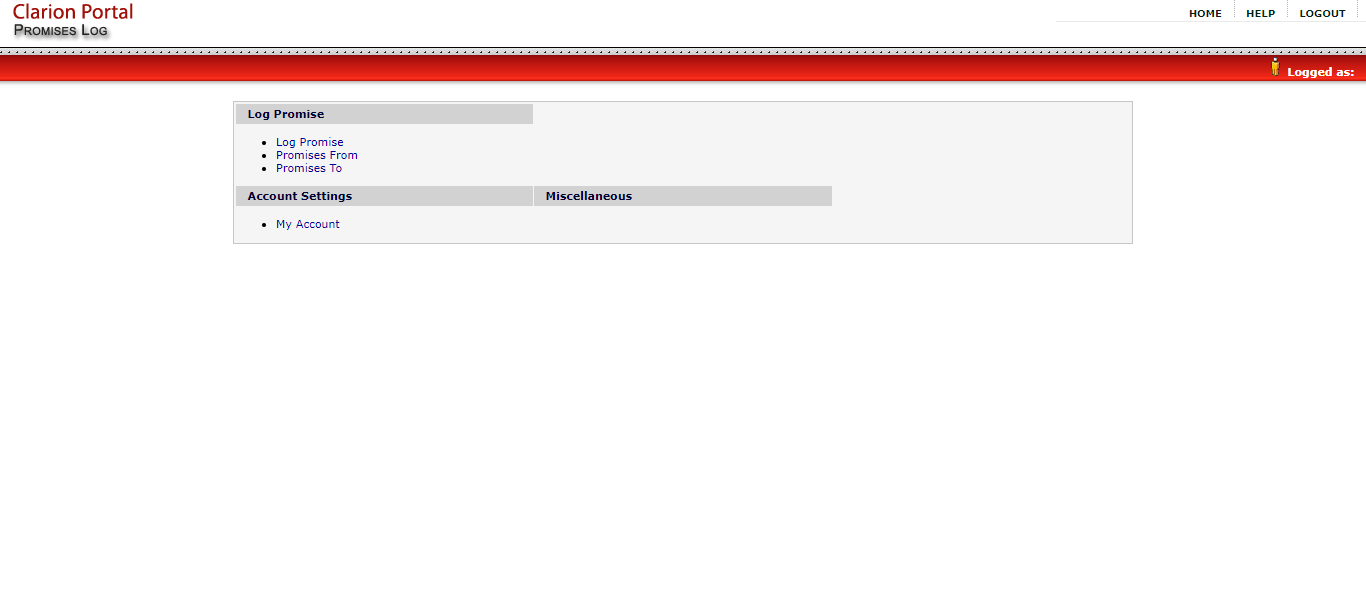 Clarion Portal
PROMISES LOG
HOME HELP LOGOUT
Logged as:
Log Promise
Log Promise
Promises From
Promises To
Account Settings Miscellaneous
My Account